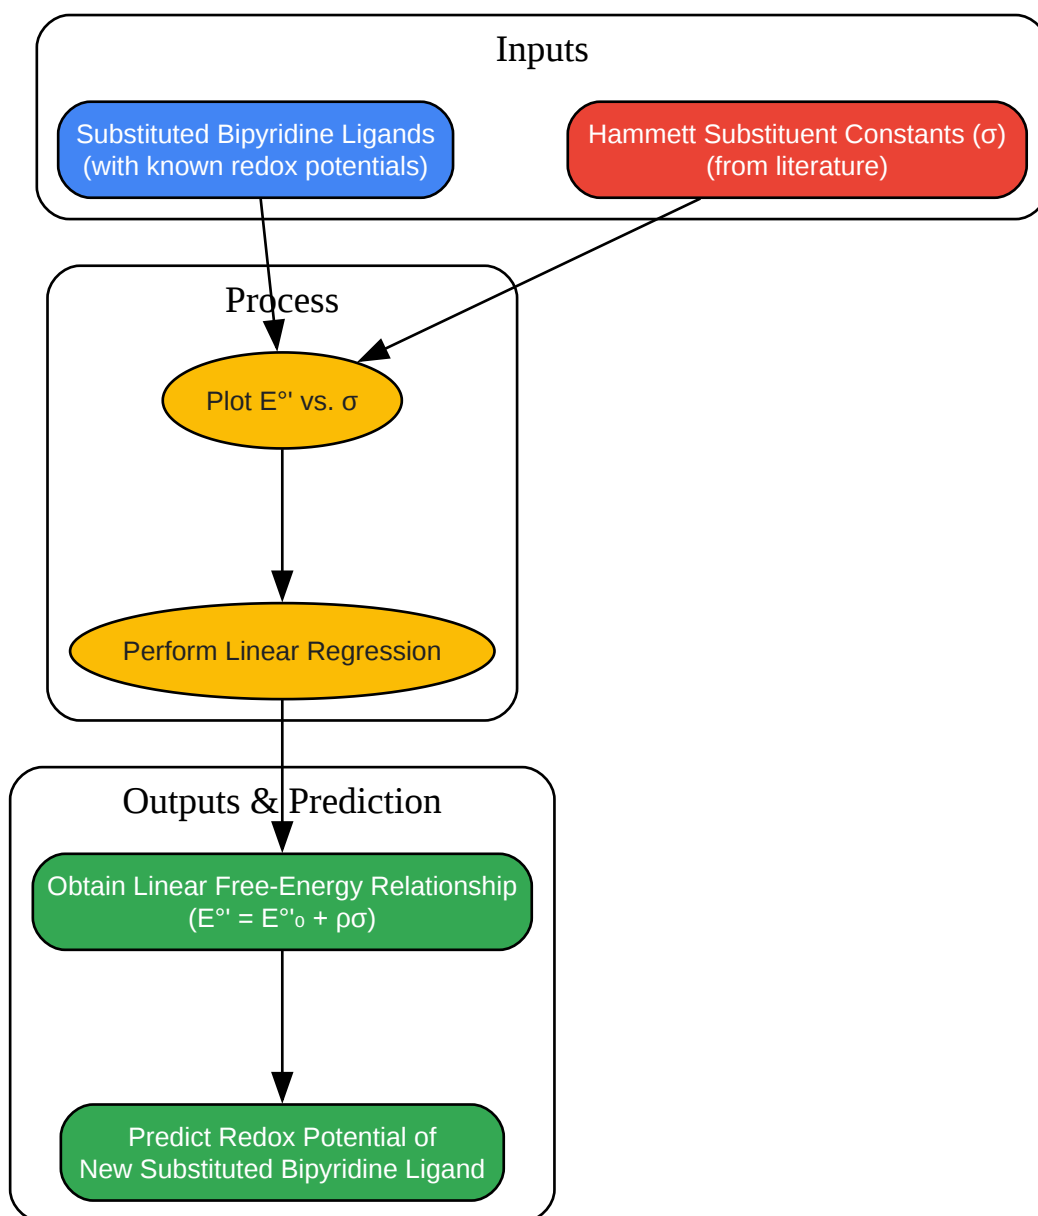 Inputs
Substituted Bipyridine Ligands
(with known redox potentials)
Hammett Substituent Constants (σ)
(from literature)
Process
Plot E°' vs. σ
Perform Linear Regression
Outputs & Prediction
Obtain Linear Free-Energy Relationship
(E°' = E°'₀ + ρσ)
Predict Redox Potential of
New Substituted Bipyridine Ligand